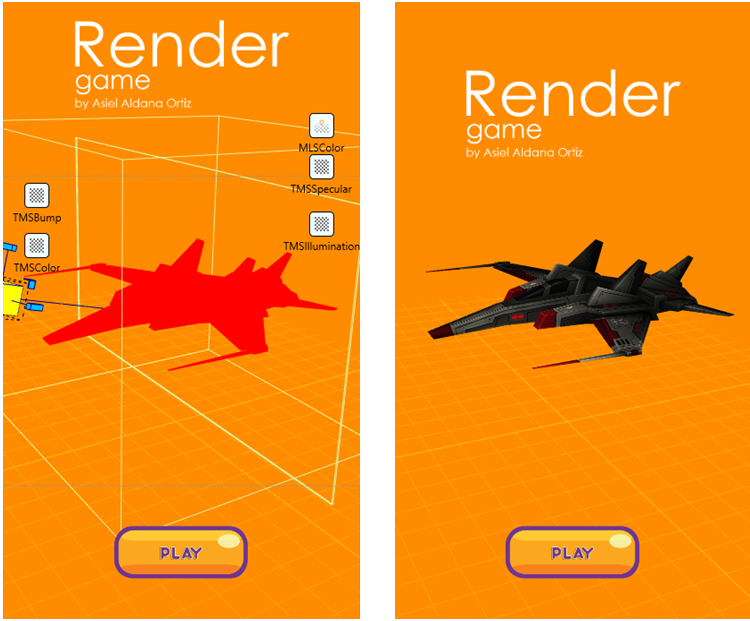 Render
game
by Asiel Aldana Ortiz
MLSColor
TMSSpecular
TMSBump
TMSIllumination
TMSColor
PLAY
Render
game
by Asiel Aldana Ortiz
PLAY